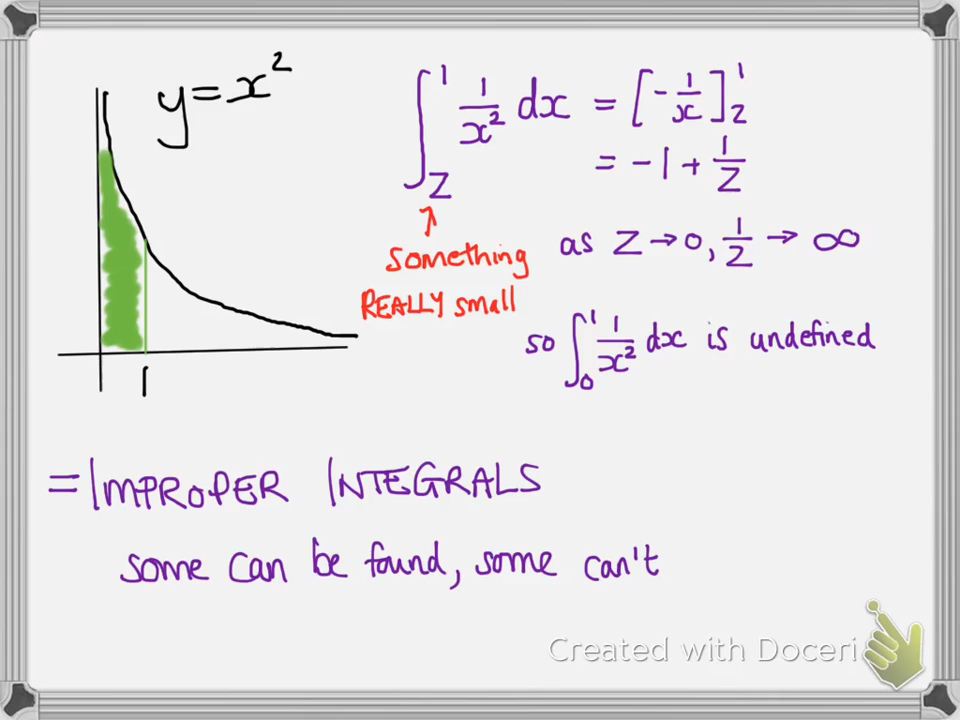 y=x²
∫_z^1 1/x² dx = [-1/x]_z^1
= -1 + 1/z
↑
something
REALLY small
as z → 0, 1/z → ∞
so ∫_0^1 1/x² dx is undefined
1
= IMPROPER INTEGRALS
some can be found, some can't
Created with Doceri